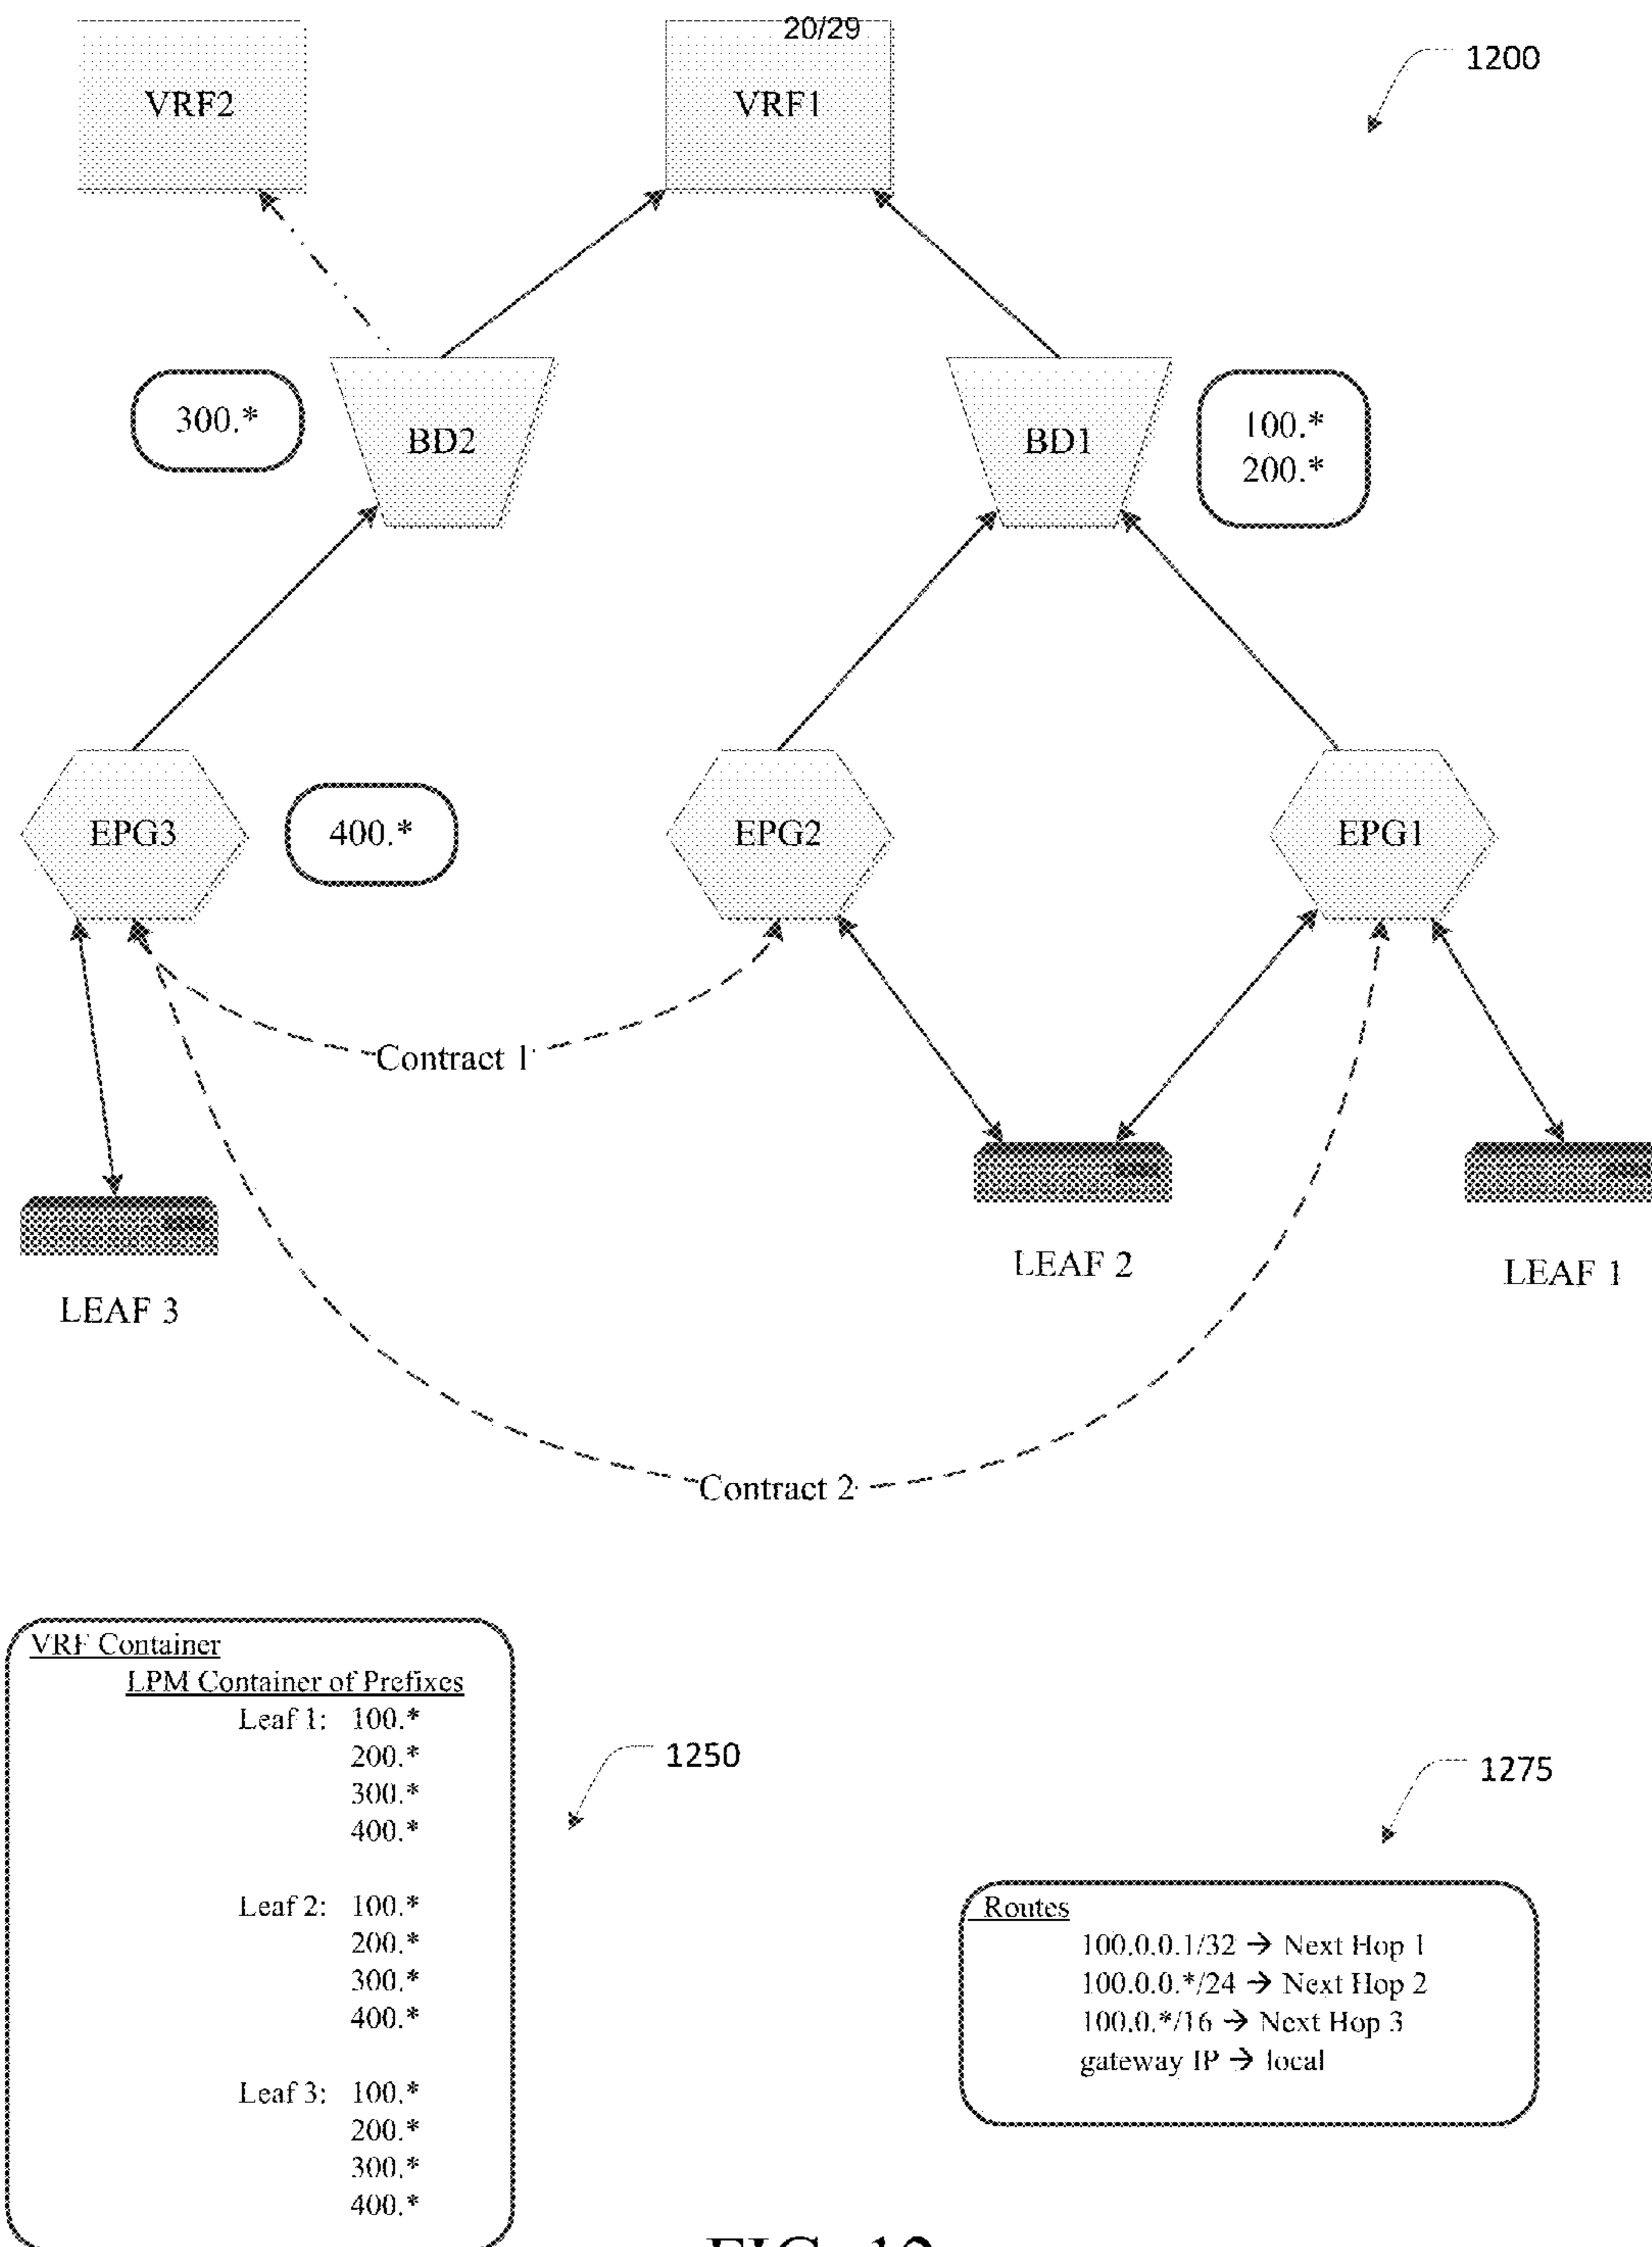 20/29
1200
VRF2
VRF1
300.*
BD2
BD1
100.*
200.*
EPG3
400.*
EPG2
EPG1
Contract 1
LEAF 3
LEAF 2
LEAF 1
Contract 2
VRF Container
LPM Container of Prefixes
Leaf 1: 100.*
200.*
300.*
400.*
Leaf 2: 100.*
200.*
300.*
400.*
Leaf 3: 100.*
200.*
300.*
400.*
1250
1275
Routes
100.0.0.1/32 → Next Hop 1
100.0.0.*/24 → Next Hop 2
100.0.*/16 → Next Hop 3
gateway IP → local
FIG. 12